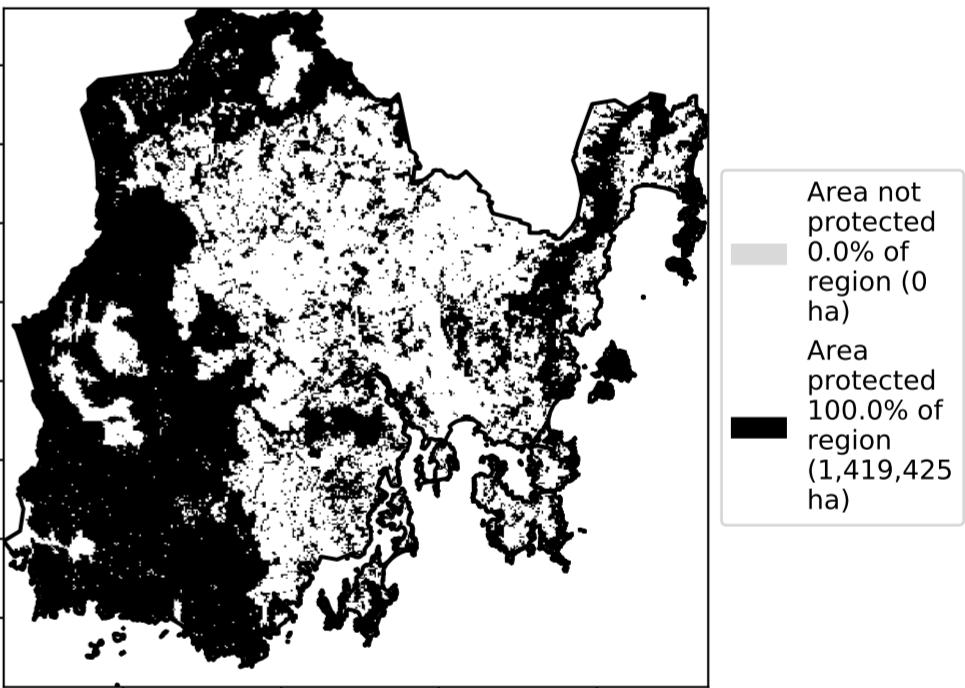 Area not
protected
0.0% of
region (0
ha)
Area
protected
100.0% of
region
(1,419,425
ha)